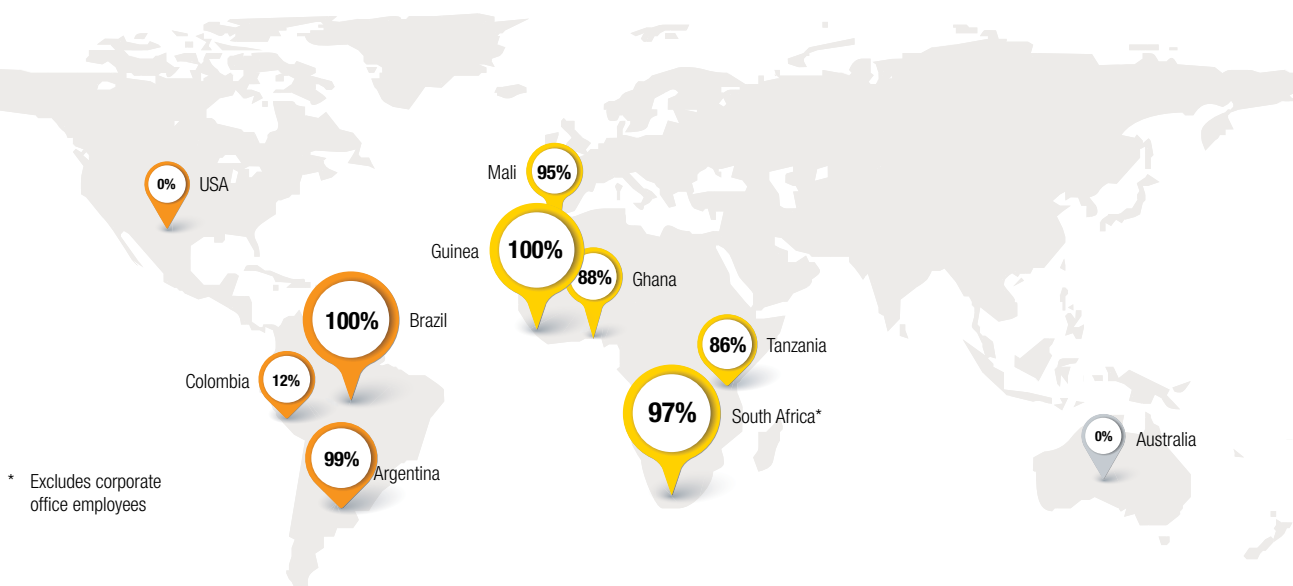 0% USA
Mali 95%
Guinea 100%
88% Ghana
100% Brazil
86% Tanzania
Colombia 12%
97% South Africa*
0% Australia
99% Argentina
* Excludes corporate
office employees